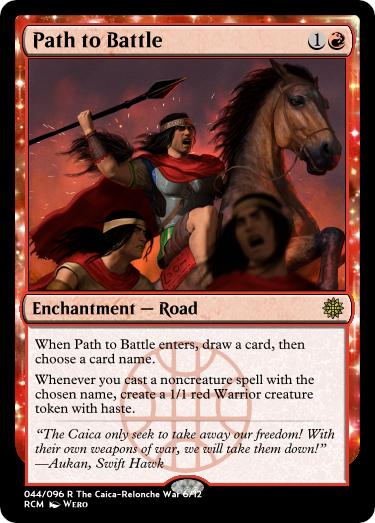 Path to Battle 1
Enchantment — Road
When Path to Battle enters, draw a card, then
choose a card name.
Whenever you cast a noncreature spell with the
chosen name, create a 1/1 red Warrior creature
token with haste.
“The Caica only seek to take away our freedom! With
their own weapons of war, we will take them down!”
—Aukan, Swift Hawk
044/096 R The Caica-Relonche War 6/12
RCM Wero